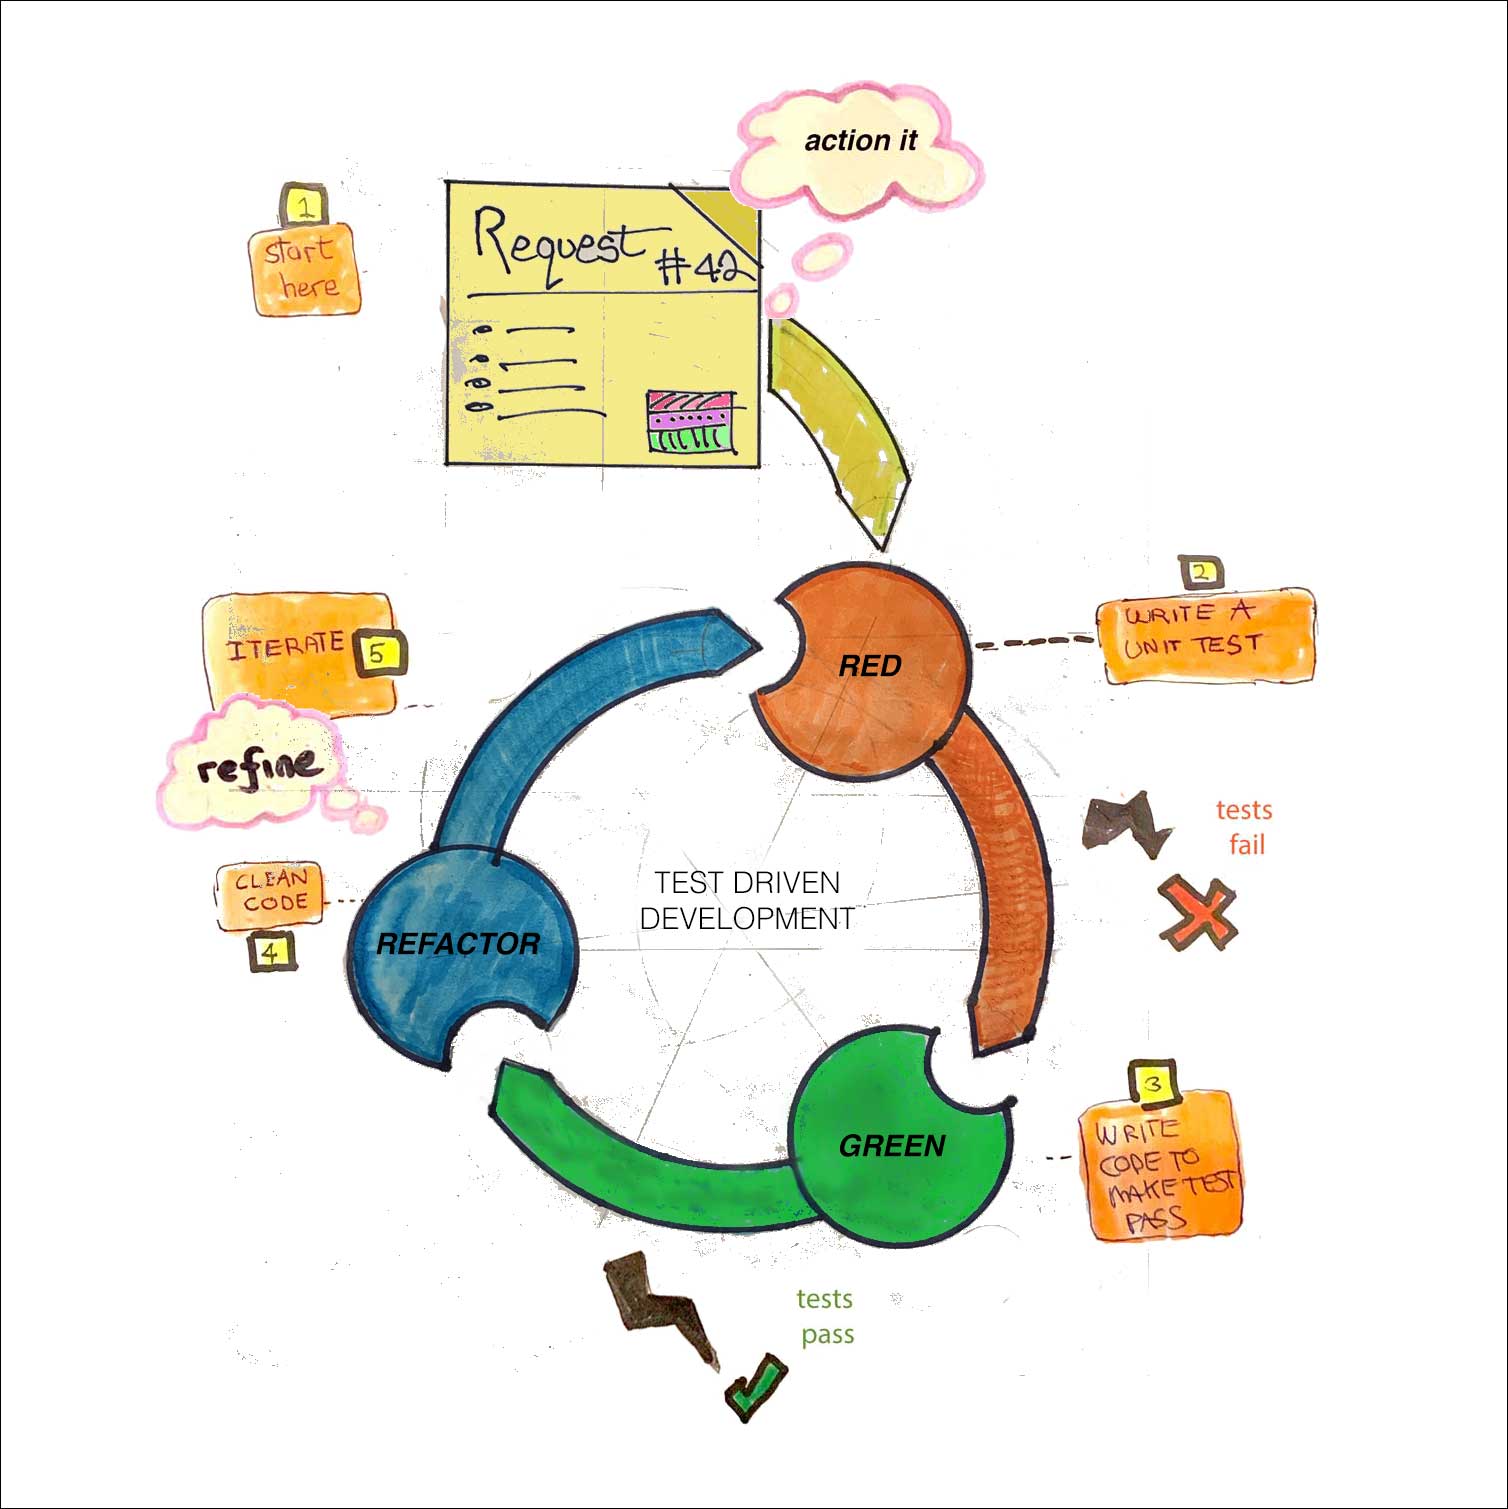 action it
1
start
here
Request
#42
2
WRITE A
UNIT TEST
ITERATE
5
RED
refine
tests
fail
CLEAN
CODE
4
TEST DRIVEN
DEVELOPMENT
REFACTOR
3
WRITE
CODE TO
MAKE TEST
PASS
GREEN
tests
pass